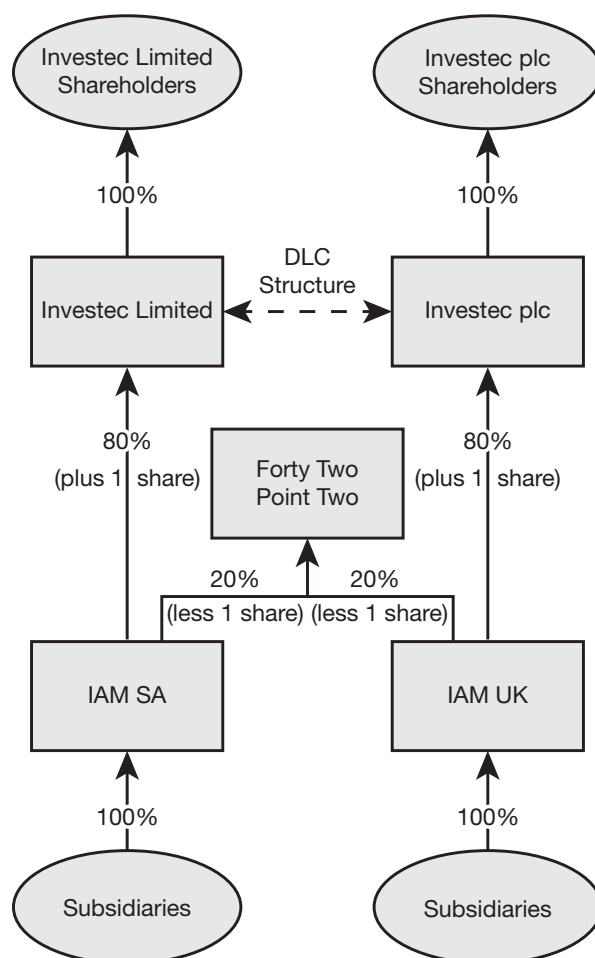 Investec Limited
Shareholders
Investec plc
Shareholders
100%
100%
DLC
Structure
Investec Limited
Investec plc
80%
(plus 1 share)
80%
(plus 1 share)
Forty Two
Point Two
20%
(less 1 share)
20%
(less 1 share)
IAM SA
IAM UK
100%
100%
Subsidiaries
Subsidiaries